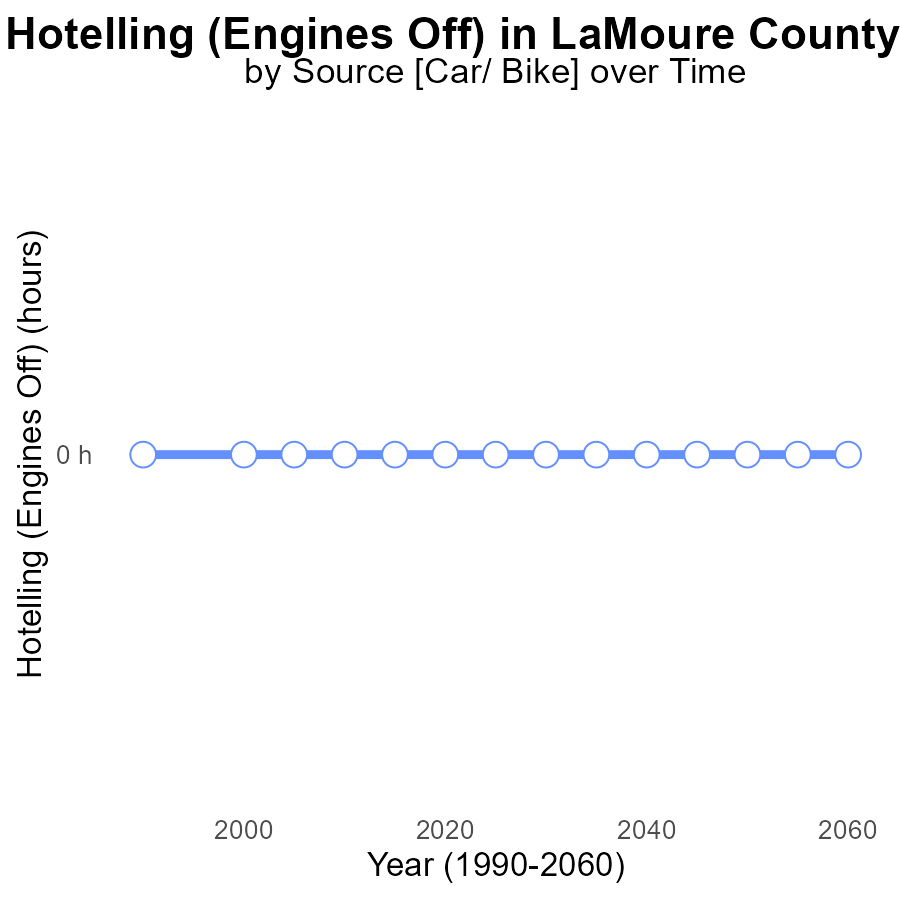 Hotelling (Engines Off) in LaMoure County
by Source [Car/ Bike] over Time
Hotelling (Engines Off) (hours)
0 h
2000 2020 2040 2060
Year (1990-2060)